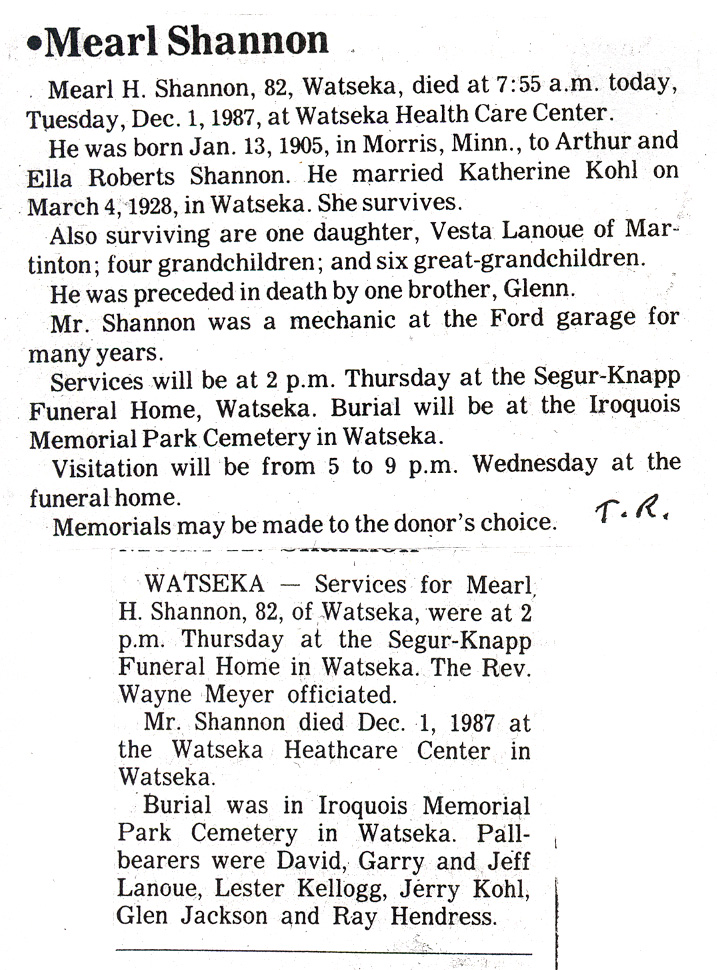 •Mearl Shannon
Mearl H. Shannon, 82, Watseka, died at 7:55 a.m. today,
Tuesday, Dec. 1, 1987, at Watseka Health Care Center.
He was born Jan. 13, 1905, in Morris, Minn., to Arthur and
Ella Roberts Shannon. He married Katherine Kohl on
March 4, 1928, in Watseka. She survives.
Also surviving are one daughter, Vesta Lanoue of Mar-
tinton; four grandchildren; and six great-grandchildren.
He was preceded in death by one brother, Glenn.
Mr. Shannon was a mechanic at the Ford garage for
many years.
Services will be at 2 p.m. Thursday at the Segur-Knapp
Funeral Home, Watseka. Burial will be at the Iroquois
Memorial Park Cemetery in Watseka.
Visitation will be from 5 to 9 p.m. Wednesday at the
funeral home.
Memorials may be made to the donor's choice.
T.R.
WATSEKA — Services for Mearl
H. Shannon, 82, of Watseka, were at 2
p.m. Thursday at the Segur-Knapp
Funeral Home in Watseka. The Rev.
Wayne Meyer officiated.
Mr. Shannon died Dec. 1, 1987 at
the Watseka Heathcare Center in
Watseka.
Burial was in Iroquois Memorial
Park Cemetery in Watseka. Pall-
bearers were David, Garry and Jeff
Lanoue, Lester Kellogg, Jerry Kohl,
Glen Jackson and Ray Hendress.